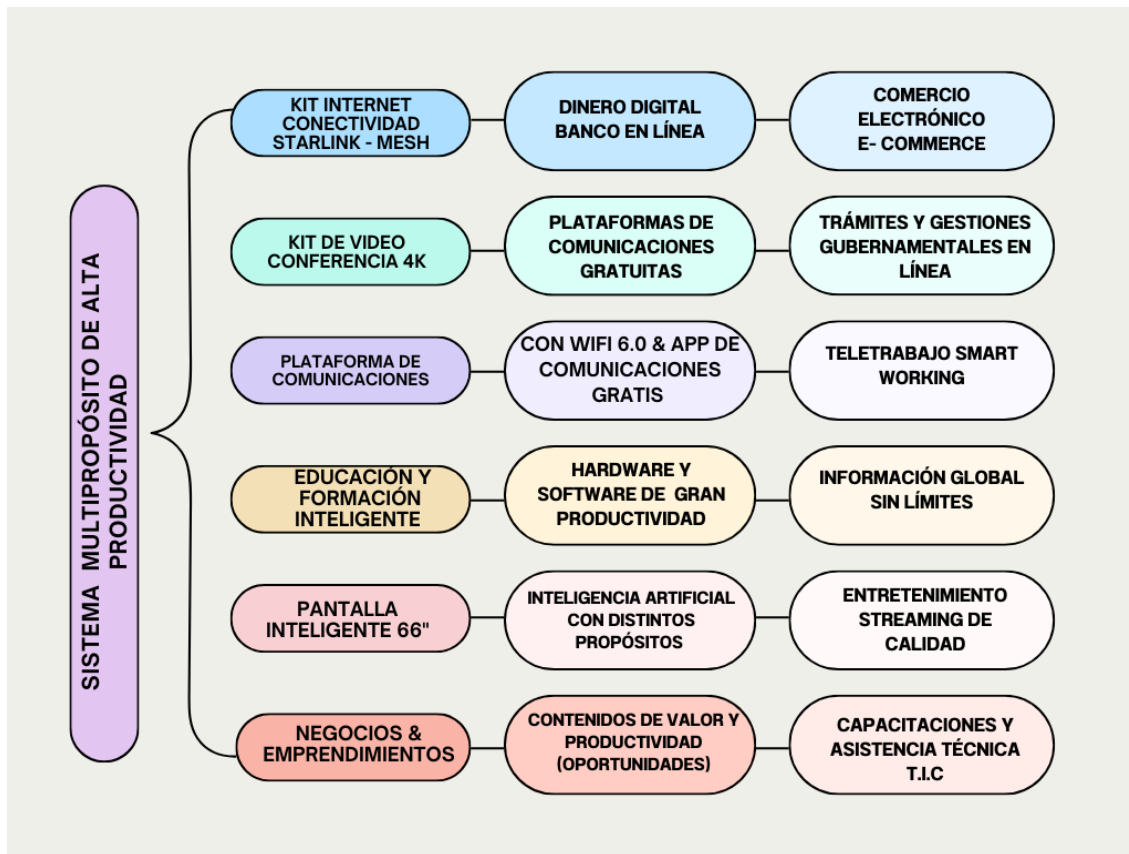 SISTEMA MULTIPROPÓSITO DE ALTA
PRODUCTIVIDAD
KIT INTERNET
CONECTIVIDAD
STARLINK - MESH
DINERO DIGITAL
BANCO EN LÍNEA
COMERCIO
ELECTRÓNICO
E- COMMERCE
KIT DE VIDEO
CONFERENCIA 4K
PLATAFORMAS DE
COMUNICACIONES
GRATUITAS
TRÁMITES Y GESTIONES
GUBERNAMENTALES EN
LÍNEA
PLATAFORMA DE
COMUNICACIONES
CON WIFI 6.0 & APP DE
COMUNICACIONES
GRATIS
TELETRABAJO SMART
WORKING
EDUCACIÓN Y
FORMACIÓN
INTELIGENTE
HARDWARE Y
SOFTWARE DE GRAN
PRODUCTIVIDAD
INFORMACIÓN GLOBAL
SIN LÍMITES
PANTALLA
INTELIGENTE 66"
INTELIGENCIA ARTIFICIAL
CON DISTINTOS
PROPÓSITOS
ENTRETENIMIENTO
STREAMING DE
CALIDAD
NEGOCIOS &
EMPRENDIMIENTOS
CONTENIDOS DE VALOR Y
PRODUCTIVIDAD
(OPORTUNIDADES)
CAPACITACIONES Y
ASISTENCIA TÉCNICA
T.I.C